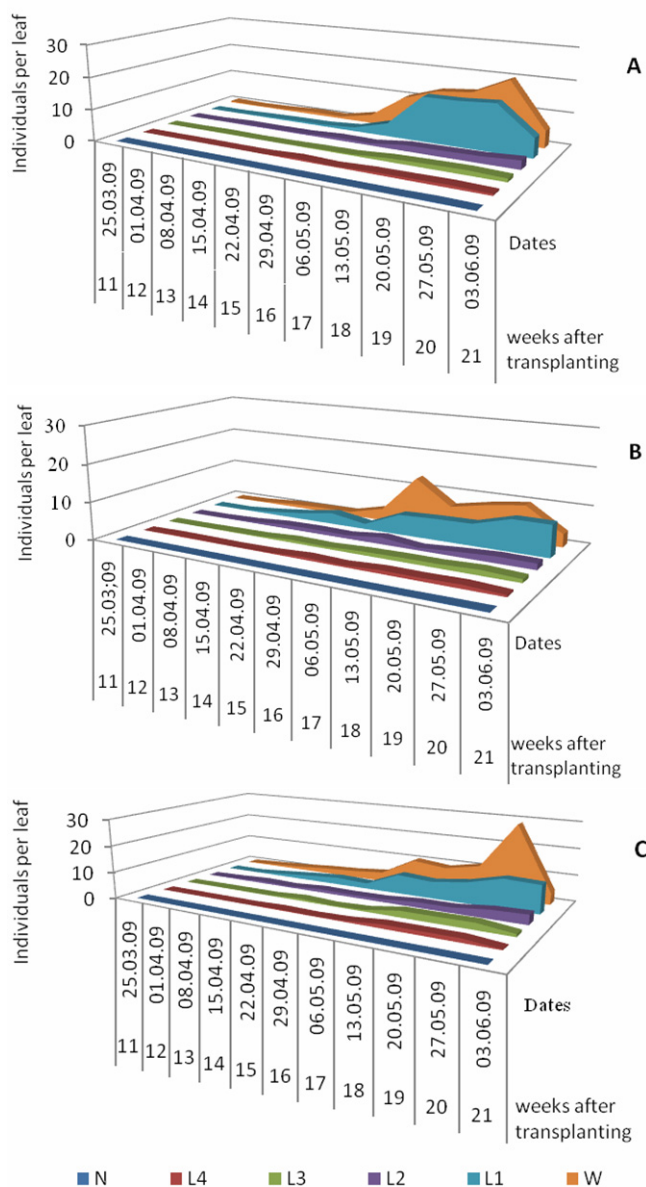 Individuals per leaf
30
20
10
0
A
25.03.09 01.04.09 08.04.09 15.04.09 22.04.09 29.04.09 06.05.09 13.05.09 20.05.09 27.05.09 03.06.09
Dates
11 12 13 14 15 16 17 18 19 20 21
weeks after
transplanting
Individuals per leaf
30
20
10
0
B
25.03;09 01.04.09 08.04.09 15.04.09 22.04.09 29.04.09 06.05.09 13.05.09 20.05.09 27.05.09 03.06.09
Dates
11 12 13 14 15 16 17 18 19 20 21
weeks after
transplanting
Individuals per leaf
30
20
10
0
C
25.03.09 01.04.09 08.04.09 15.04.09 22.04.09 29.04.09 06.05.09 13.05.09 20.05.09 27.05.09 03.06.09
Dates
11 12 13 14 15 16 17 18 19 20 21
weeks after
transplanting
N L4 L3 L2 L1 W